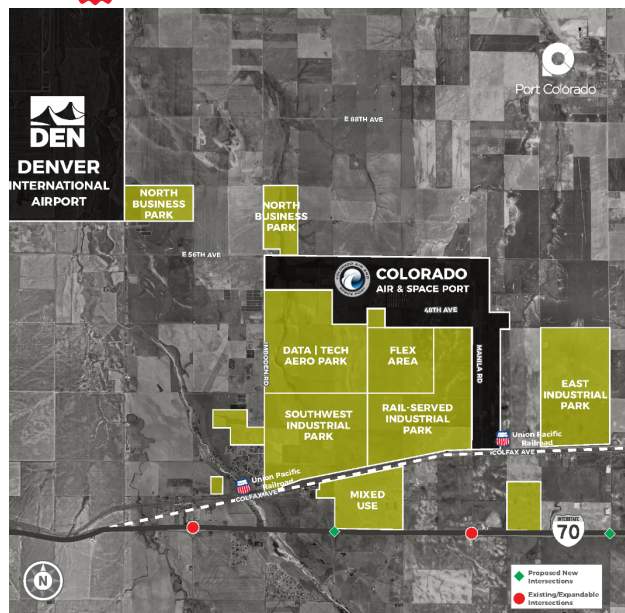 Port Colorado
E 88TH AVE
DEN
DENVER
INTERNATIONAL
AIRPORT
NORTH
BUSINESS
PARK
NORTH
BUSINESS
PARK
E 56TH AVE
COLORADO
AIR & SPACE PORT
48TH AVE
IMBODEN RD
DATA | TECH
AERO PARK
FLEX
AREA
MANILA RD
EAST
INDUSTRIAL
PARK
SOUTHWEST
INDUSTRIAL
PARK
RAIL-SERVED
INDUSTRIAL
PARK
Union Pacific
Railroad
COLFAX AVE
Union Pacific
Railroad
COLFAX AVE
MIXED
USE
INTERSTATE
70
N
Proposed New
Intersections
Existing/Expandable
Intersections